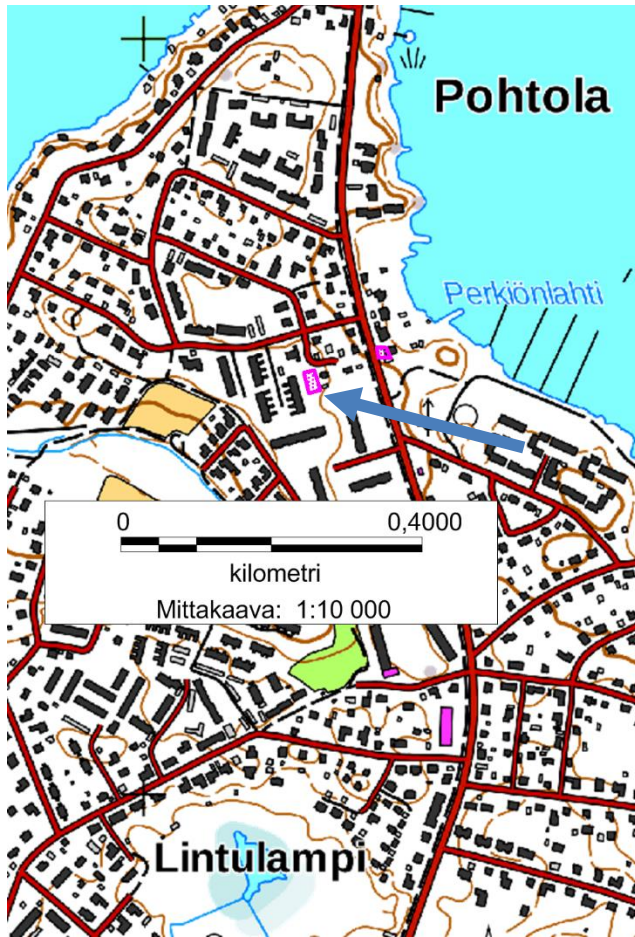 Pohtola
Perkiönlahti
0
0,4000
kilometri
Mittakaava: 1:10 000
Lintulampi